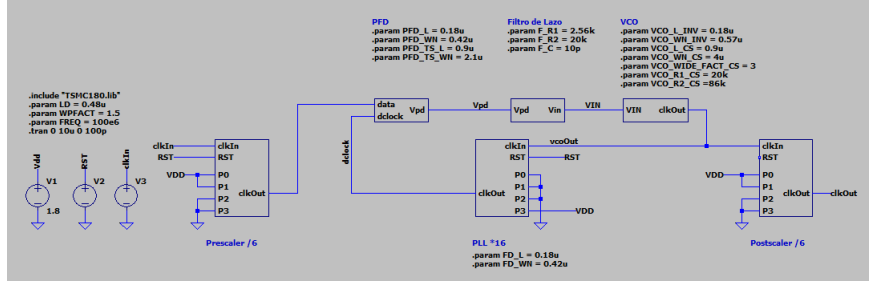 PFD
.param PFD_L = 0.18u
.param PFD_WN = 0.42u
.param PFD_TS_L = 0.9u
.param PFD_TS_WN = 2.1u
Filtro de Lazo
.param F_R1 = 2.56k
.param F_R2 = 20k
.param F_C = 10p
VCO
.param VCO_L_INV = 0.18u
.param VCO_WN_INV = 0.57u
.param VCO_L_CS = 0.9u
.param VCO_WN_CS = 4u
.param VCO_WIDE_FACT_CS = 3
.param VCO_R1_CS = 20k
.param VCO_R2_CS =86k
.include "TSMC180.lib"
.param LD = 0.48u
.param WPFACT = 1.5
.param FREQ = 100e6
.tran 0 10u 0 100p
data
dclock
Vpd
Vpd
Vpd
Vin
VIN
VIN
clkOut
Vdd
V1
1.8
RST
V2
clkIn
V3
clkIn
RST
VDD
clkIn
RST
P0
P1
P2
P3
clkOut
Prescaler /6
dclock
clkIn
RST
P0
P1
P2
P3
clkOut
vcoOut
RST
VDD
PLL *16
.param FD_L = 0.18u
.param FD_WN = 0.42u
VDD
clkIn
RST
P0
P1
P2
P3
clkOut
clkOut
Postscaler /6